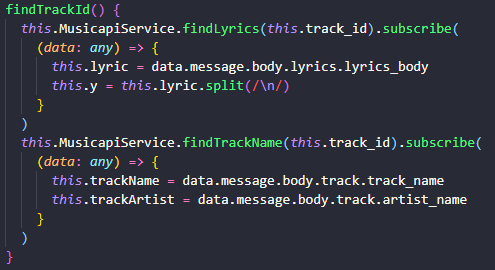 findTrackId() {
this.MusicapiService.findLyrics(this.track_id).subscribe(
(data: any) => {
this.lyric = data.message.body.lyrics.lyrics_body
this.y = this.lyric.split(/\n/)
}
)
this.MusicapiService.findTrackName(this.track_id).subscribe(
(data: any) => {
this.trackName = data.message.body.track.track_name
this.trackArtist = data.message.body.track.artist_name
}
)
}